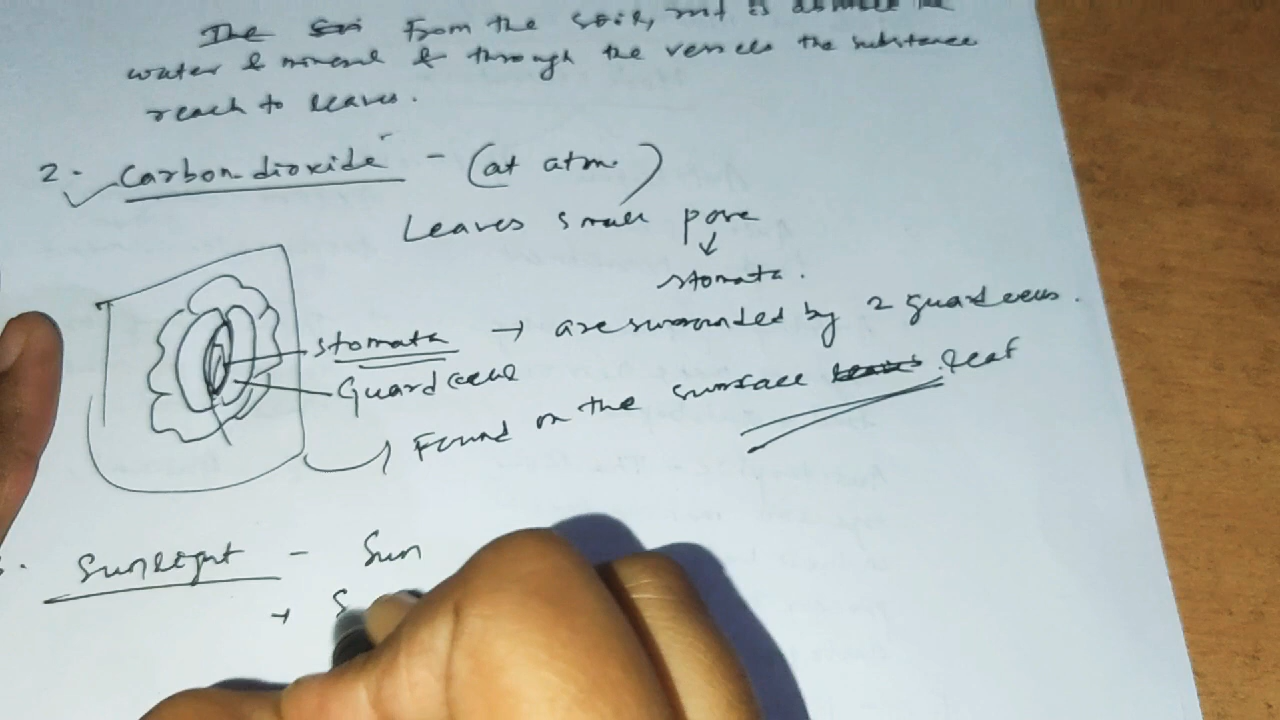 The From the soil, is
water & mineral & through the vessels the substance
reach to leaves.
2. Carbondioxide - (at atm.)
Leaves small pore
↓
stomata.
stomata → are surrounded by 2 guard cells.
Guard cell
Found on the surface leaf
3. Sunlight - Sun
→ S